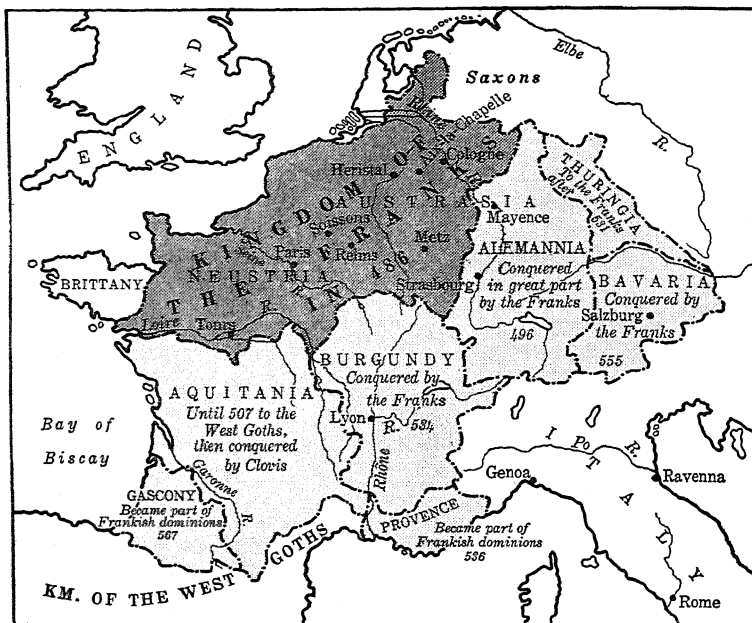 ENGLAND
Elbe
R.
Saxons
THE KINGDOM OF
THE FRANKS
IN 486
Rhine
Aix-la-Chapelle
Cologne
Heristal
AUSTRASIA
Soissons
Mayence
THURINGIA
To the Franks
after
531
Seine
Paris
Reims
Metz
NEUSTRIA
Strasbourg
ALEMANNIA
Conquered
in great part
by the Franks
496
BAVARIA
Conquered by
Salzburg
the Franks
555
BRITTANY
Loire
R.
Tours
BURGUNDY
Conquered by
the Franks
534
Lyon
R.
Rhône
AQUITANIA
Until 507 to the
West Goths,
then conquered
by Clovis
Bay of
Biscay
Garonne
R.
GASCONY
Became part of
Frankish dominions
567
PROVENCE
Became part of
Frankish dominions
536
KM. OF THE WEST GOTHS
ITALY
Po
R.
Genoa
Ravenna
Rome